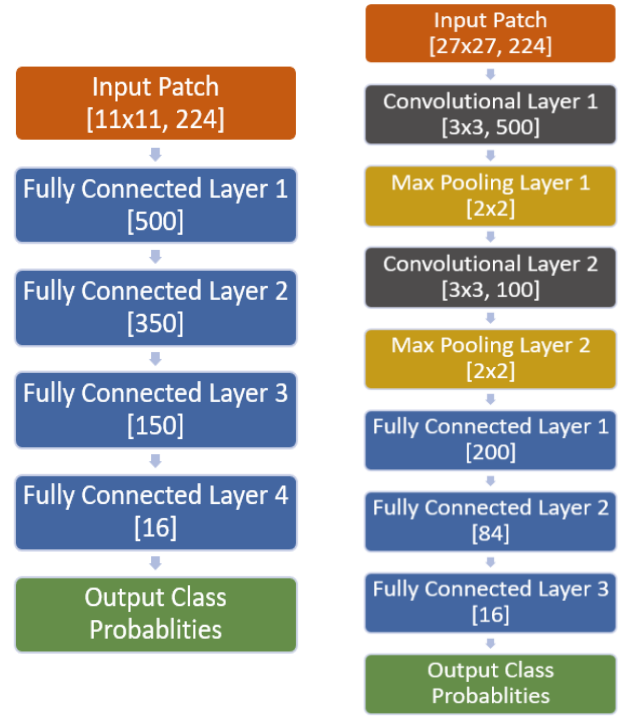 Input Patch
[11x11, 224]
Fully Connected Layer 1
[500]
Fully Connected Layer 2
[350]
Fully Connected Layer 3
[150]
Fully Connected Layer 4
[16]
Output Class
Probablities
Input Patch
[27x27, 224]
Convolutional Layer 1
[3x3, 500]
Max Pooling Layer 1
[2x2]
Convolutional Layer 2
[3x3, 100]
Max Pooling Layer 2
[2x2]
Fully Connected Layer 1
[200]
Fully Connected Layer 2
[84]
Fully Connected Layer 3
[16]
Output Class
Probablities